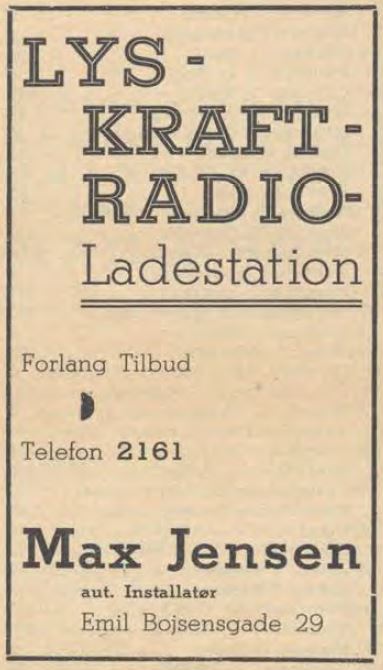 LYS-
KRAFT-
RADIO-
Ladestation
Forlang Tilbud
Telefon 2161
Max Jensen
aut. Installatør
Emil Bojsensgade 29